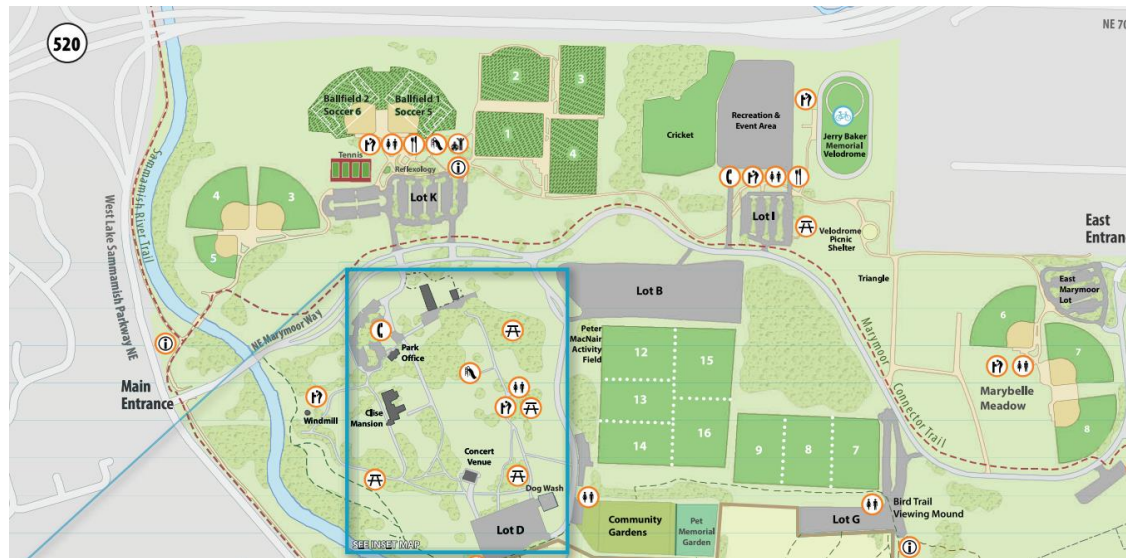 520
NE 70
Sammamish River Trail
West Lake Sammamish Parkway NE
Ballfield 2
Soccer 6
Ballfield 1
Soccer 5
2
3
1
4
Cricket
Recreation &
Event Area
Jerry Baker
Memorial
Velodrome
Tennis
Reflexology
Lot K
4
3
5
Lot I
Velodrome
Picnic
Shelter
East
Entranc
Triangle
East
Marymoor
Lot
Lot B
NE Marymoor Way
Main
Entrance
Park
Office
Peter
MacNair
Activity
Field
12
15
13
14
16
Marymoor
Connector Trail
6
7
8
Marybelle
Meadow
Windmill
Clise
Mansion
Concert
Venue
Dog Wash
9
8
7
Lot D
SEE INSET MAP
Community
Gardens
Pet
Memorial
Garden
Lot G
Bird Trail
Viewing Mound